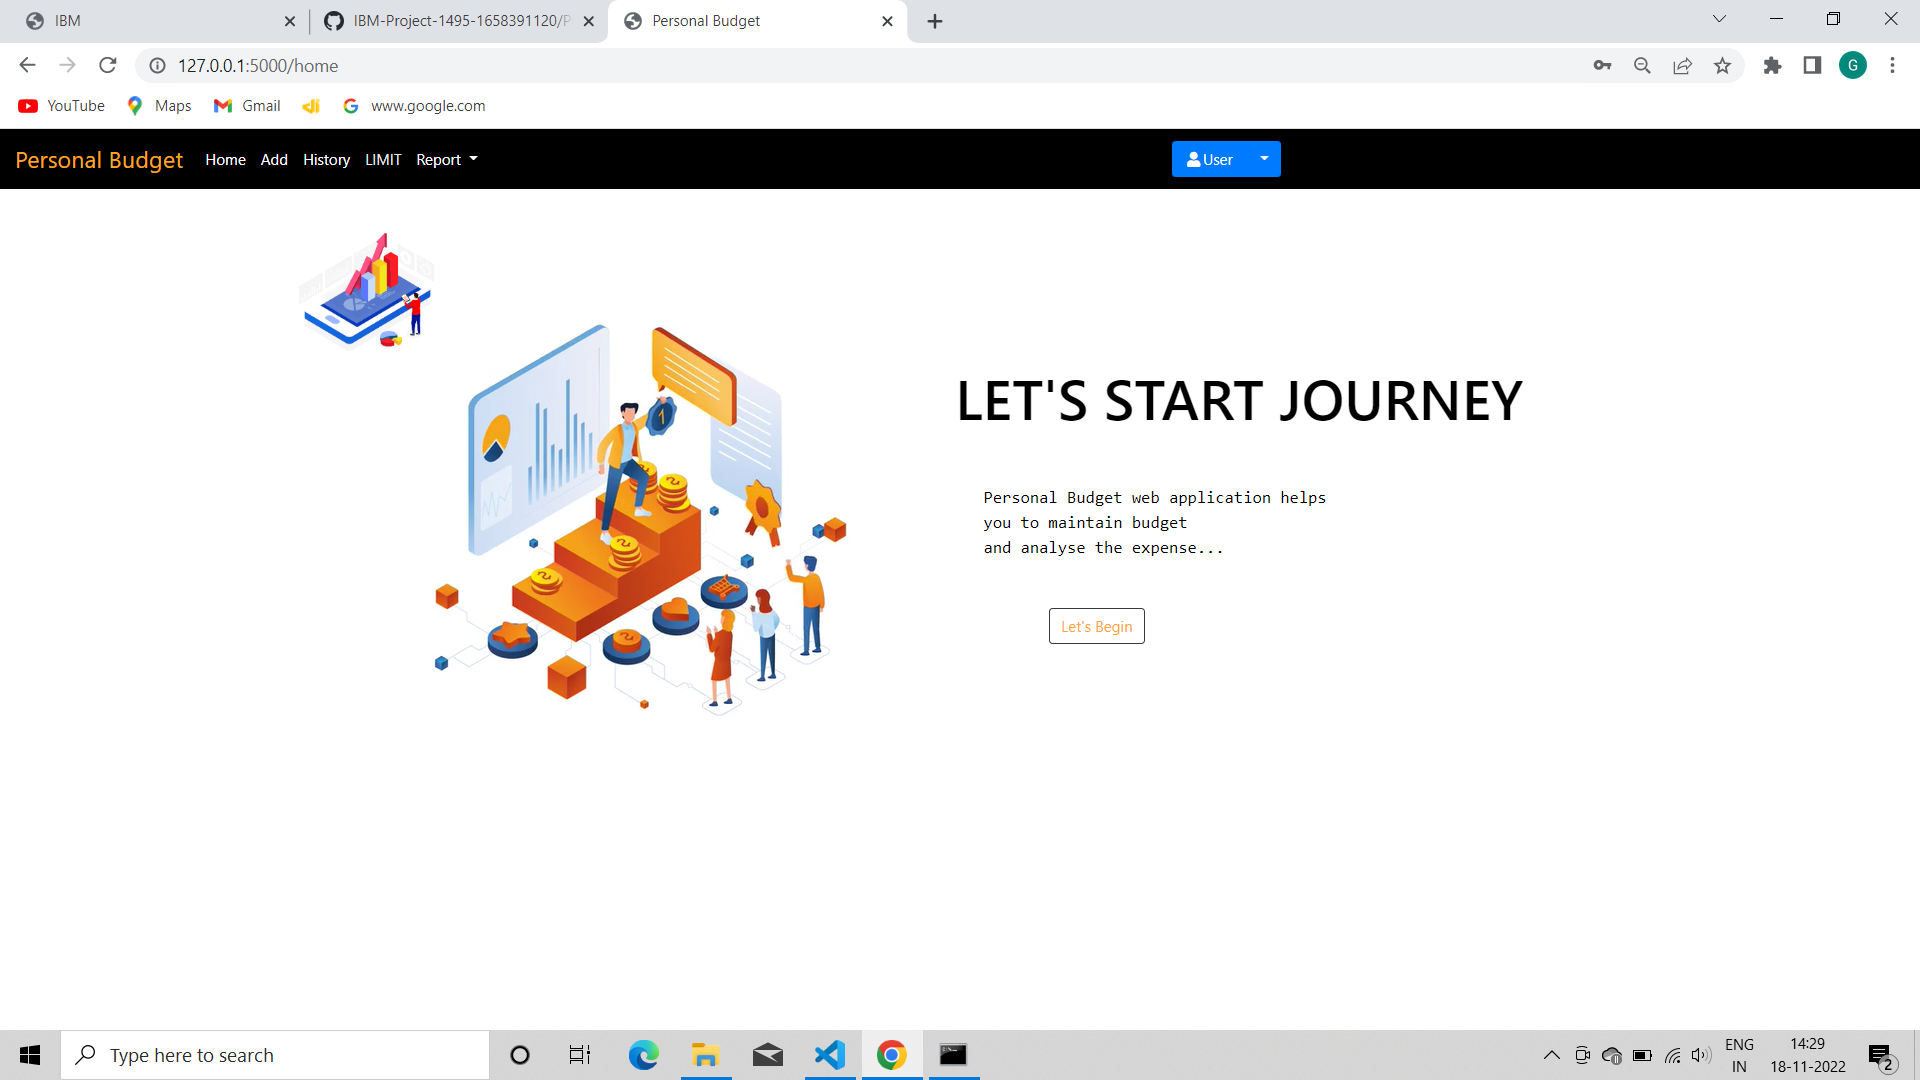 IBM
IBM-Project-1495-1658391120/P
Personal Budget
127.0.0.1:5000/home
G
YouTube
Maps
Gmail
www.google.com
Personal Budget
Home
Add
History
LIMIT
Report
User
1
LET'S START JOURNEY
Personal Budget web application helps
you to maintain budget
and analyse the expense...
Let's Begin
Type here to search
ENG
IN
14:29
18-11-2022
2